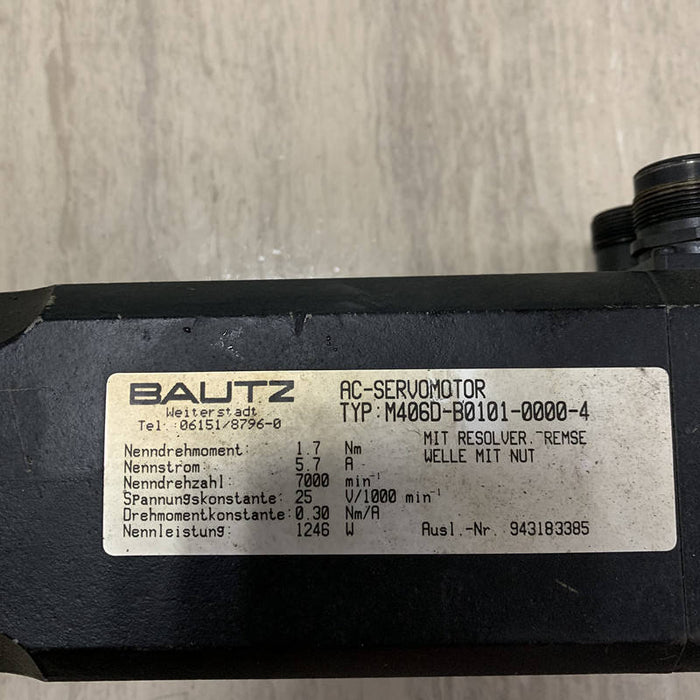 BAUTZ
Weiterstadt
Tel.:06151/8796-0
AC-SERVOMOTOR
TYP:M406D-B0101-0000-4
MIT RESOLVER.
WELLE MIT NUT
Nenndrehmoment: 1.7 Nm
Nennstrom: 5.7 A
Nenndrehzahl: 7000 min⁻¹
Spannungskonstante: 25 V/1000 min⁻¹
Drehmomentkonstante: 0.30 Nm/A
Nennleistung: 1246 W
Ausl.-Nr. 943183385